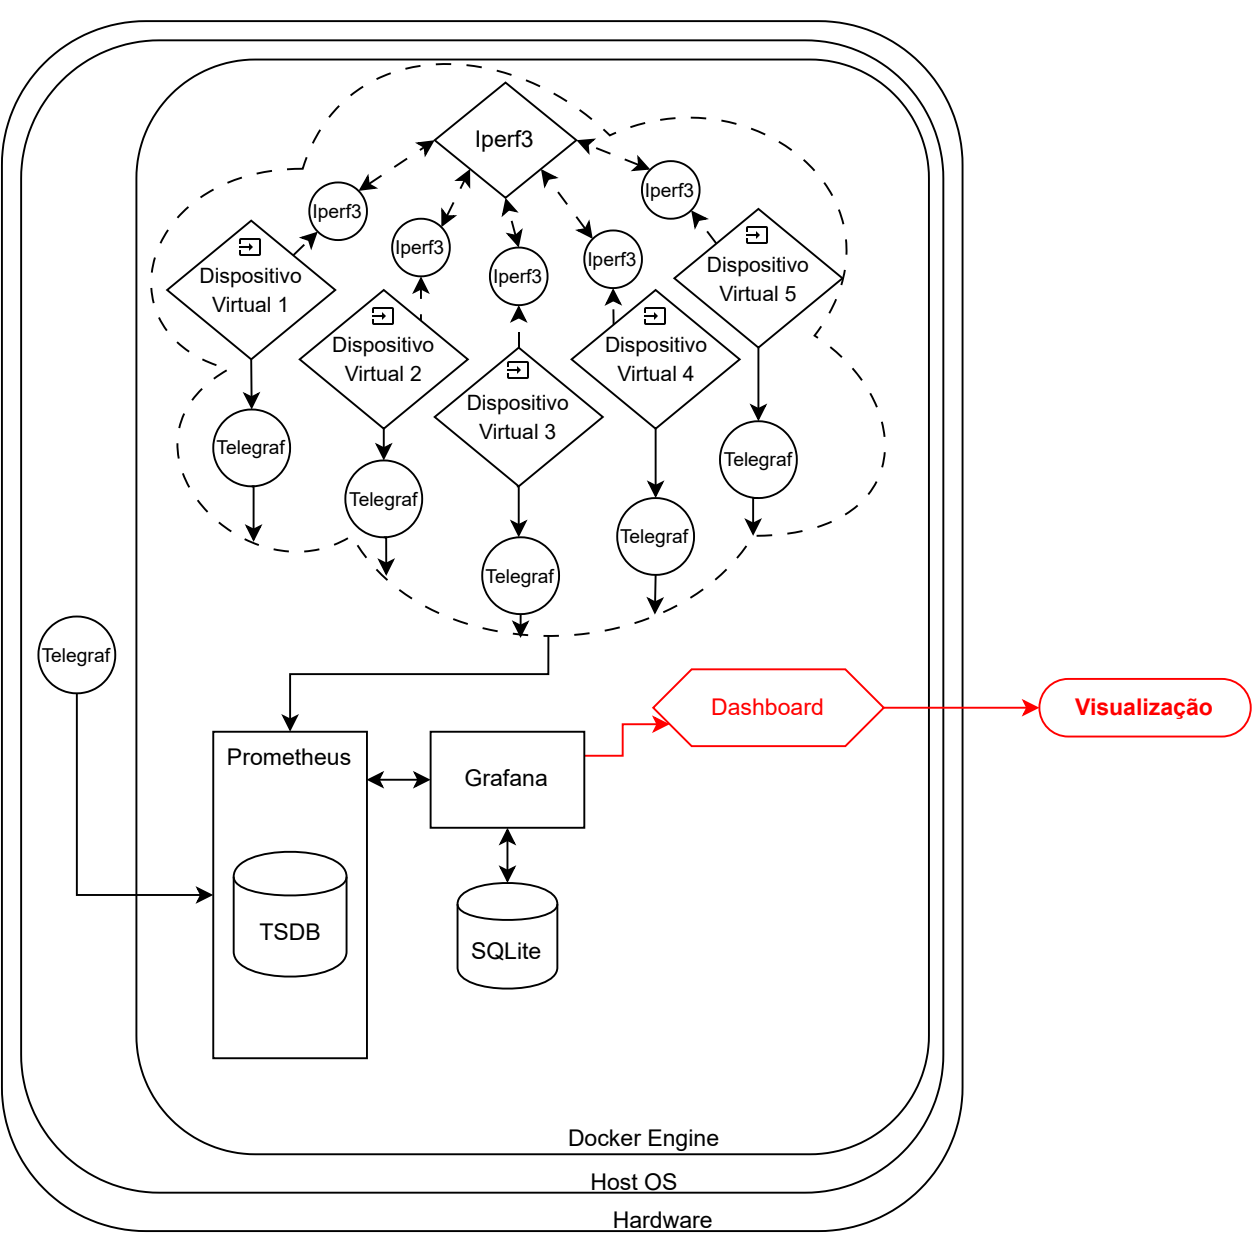 Iperf3
Iperf3
Iperf3
Iperf3
Iperf3
Iperf3
Dispositivo
Virtual 1
Dispositivo
Virtual 2
Dispositivo
Virtual 3
Dispositivo
Virtual 4
Dispositivo
Virtual 5
Telegraf
Telegraf
Telegraf
Telegraf
Telegraf
Telegraf
Dashboard
Visualização
Prometheus
Grafana
TSDB
SQLite
Docker Engine
Host OS
Hardware